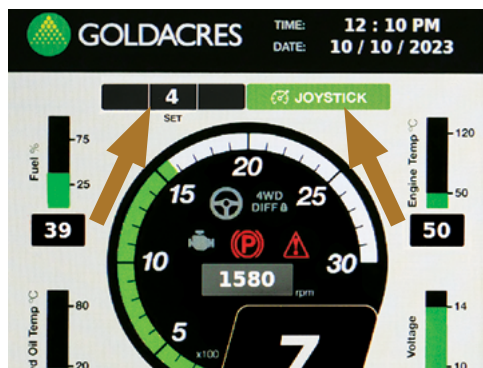 GOLDACRES
TIME: 12 : 10 PM
DATE: 10 / 10 / 2023
4
SET
JOYSTICK
Fuel %
75
25
39
Engine Temp °C
120
50
50
20
15
25
10
30
5
x100
4WD
DIFF
P
1580
rpm
7
d Oil Temp °C
80
20
Voltage
14
10